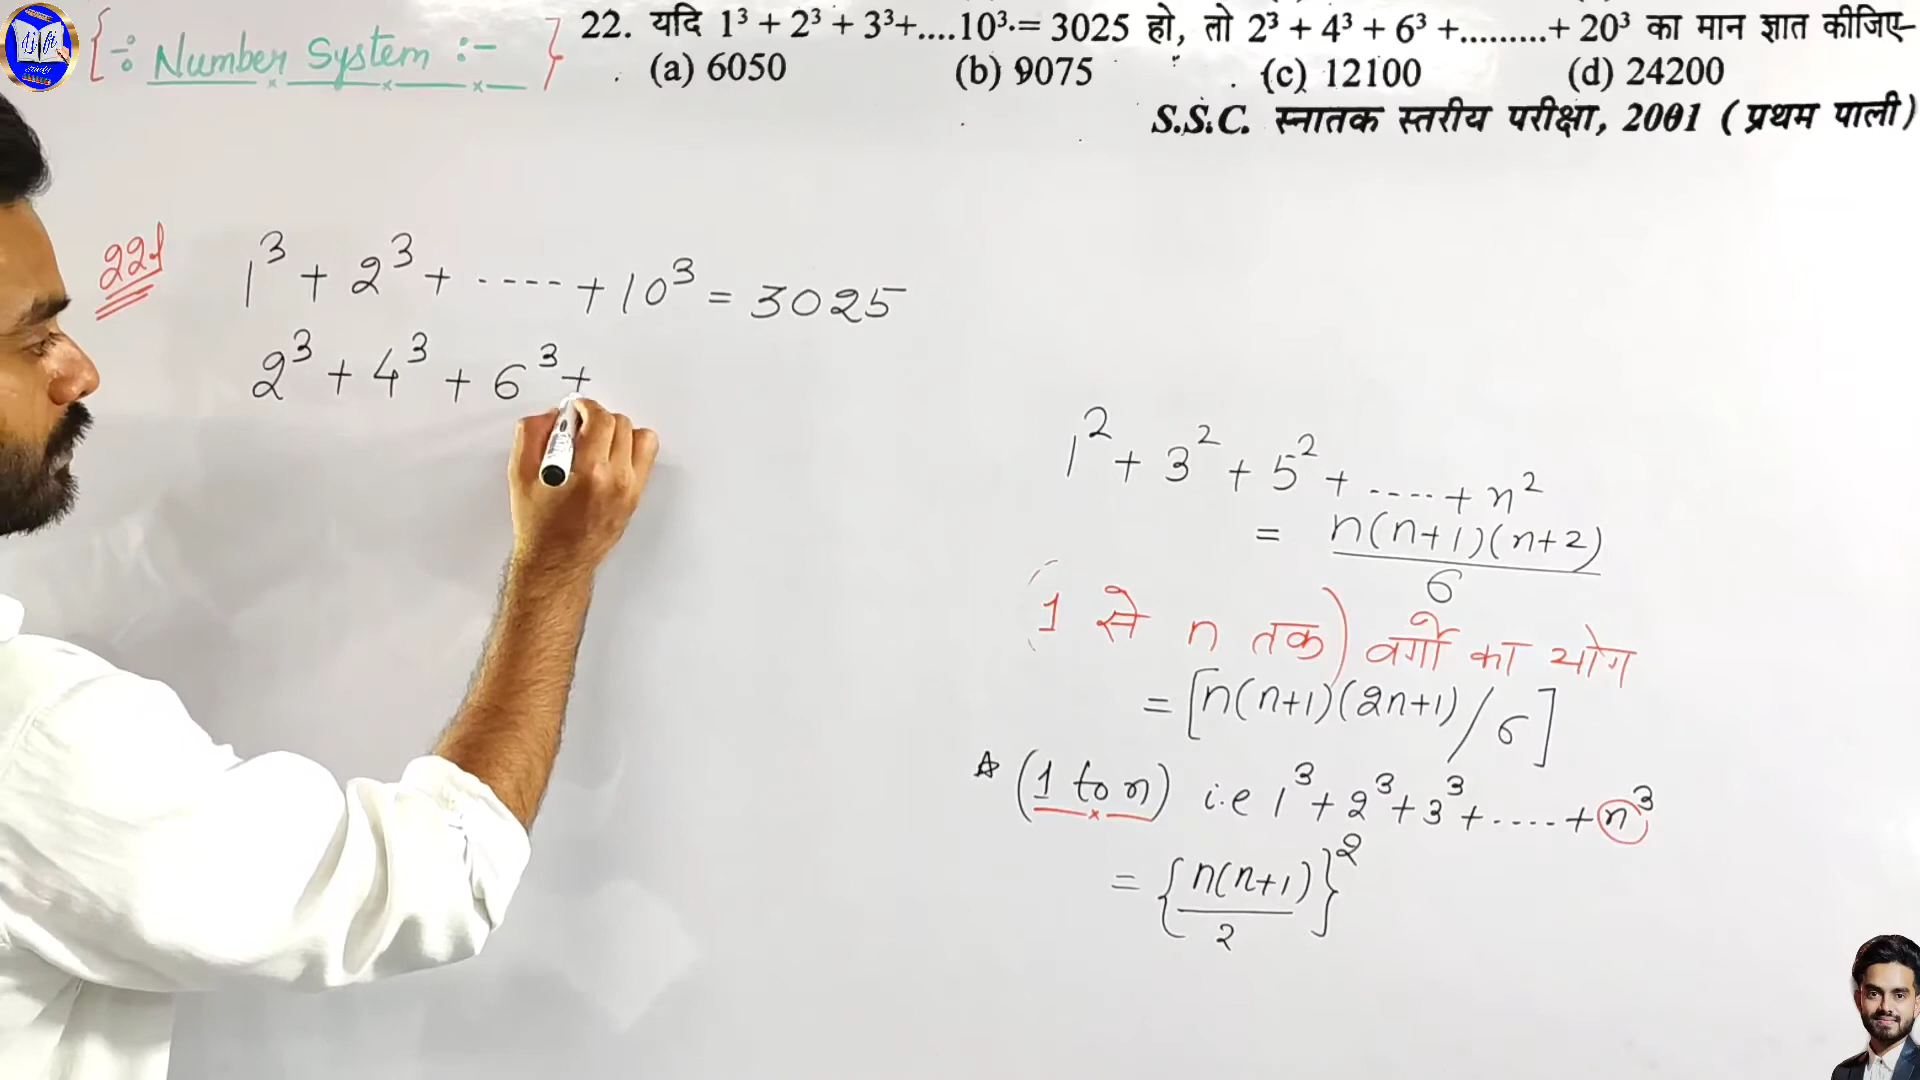 { ÷ Number System :- }
22. यदि 1³ + 2³ + 3³+....10³.= 3025 हो, तो 2³ + 4³ + 6³ +.........+ 20³ का मान ज्ञात कीजिए-
(a) 6050 (b) 9075 (c) 12100 (d) 24200
S.S.C. स्नातक स्तरीय परीक्षा, 2001 ( प्रथम पाली)
22
1³ + 2³ + ---- + 10³ = 3025
2³ + 4³ + 6³ +
1² + 3² + 5² + ---- + n²
= n(n+1)(n+2)
6
(1 से n तक) वर्गों का योग
= [n(n+1)(2n+1)/6]
☆ (1 to n) i.e 1³ + 2³ + 3³ + ---- + n³
= {n(n+1)}²
2